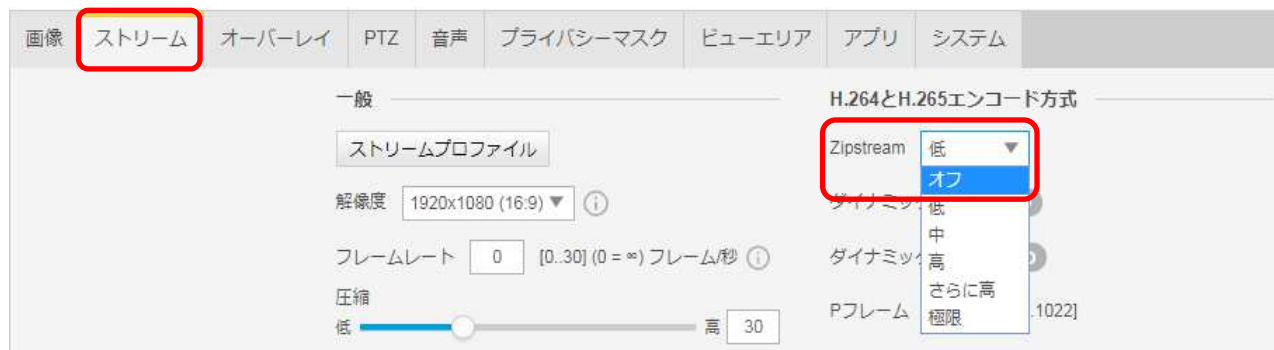 画像 ストリーム オーバーレイ PTZ 音声 プライバシーマスク ビューエリア アプリ システム
一般
ストリームプロファイル
解像度 1920x1080 (16:9)
フレームレート 0 [0..30] (0 = ∞) フレーム/秒
圧縮
低 高 30
H.264とH.265エンコード方式
Zipstream 低
オフ
低
中
高
さらに高
極限
ダイナミッ
Pフレーム .1022]